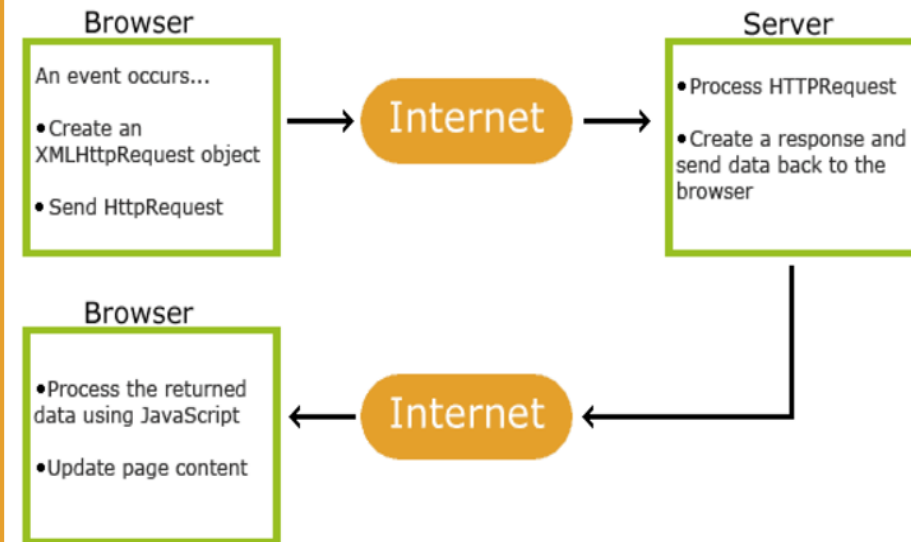 Browser
An event occurs...
•Create an
XMLHttpRequest object
• Send HttpRequest
Internet
Server
•Process HTTPRequest
•Create a response and
send data back to the
browser
Browser
•Process the returned
data using JavaScript
•Update page content
Internet